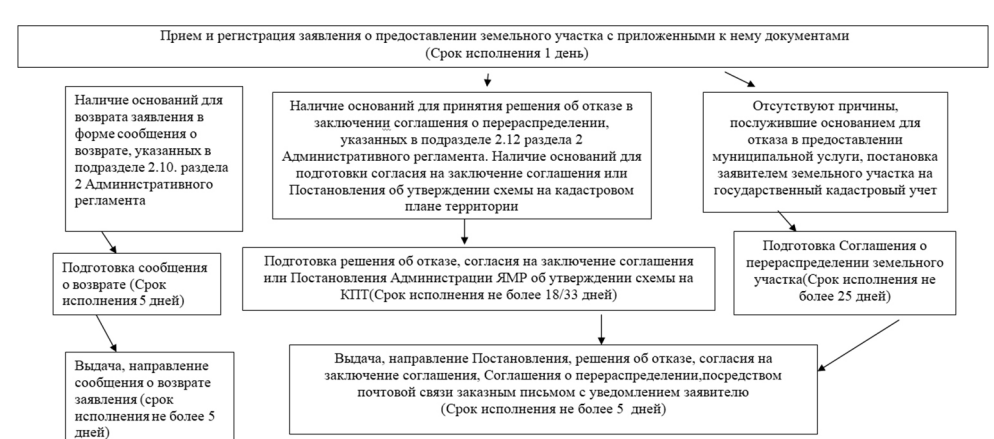 Прием и регистрация заявления о предоставлении земельного участка с приложенными к нему документами
(Срок исполнения 1 день)
Наличие оснований для
возврата заявления в
форме сообщения о
возврате, указанных в
подразделе 2.10. раздела
2 Административного
регламента
Наличие оснований для принятия решения об отказе в
заключении соглашения о перераспределении,
указанных в подразделе 2.12 раздела 2
Административного регламента. Наличие оснований для
подготовки согласия на заключение соглашения или
Постановления об утверждении схемы на кадастровом
плане территории
Отсутствуют причины,
послужившие основанием для
отказа в предоставлении
муниципальной услуги, постановка
заявителем земельного участка на
государственный кадастровый учет
Подготовка сообщения
о возврате (Срок
исполнения 5 дней)
Подготовка решения об отказе, согласия на заключение соглашения
или Постановления Администрации ЯМР об утверждении схемы на
КПТ(Срок исполнения не более 18/33 дней)
Подготовка Соглашения о
перераспределении земельного
участка(Срок исполнения не
более 25 дней)
Выдача, направление
сообщения о возврате
заявления (срок
исполнения не более 5
дней)
Выдача, направление Постановления, решения об отказе, согласия на
заключение соглашения, Соглашения о перераспределении,посредством
почтовой связи заказным письмом с уведомлением заявителю
(Срок исполнения не более 5 дней)